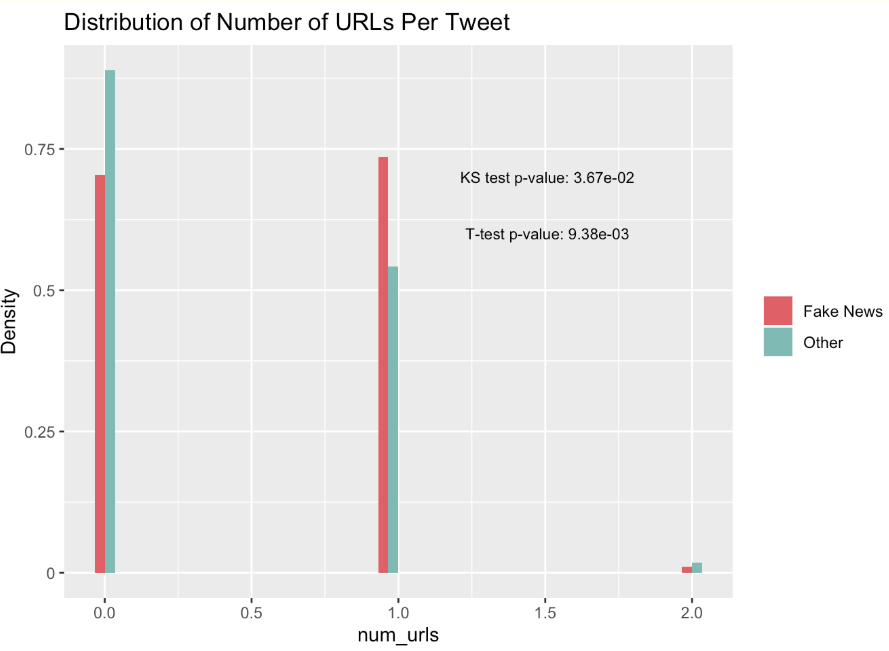 Distribution of Number of URLs Per Tweet
0.75
KS test p-value: 3.67e-02
T-test p-value: 9.38e-03
Density
0.5
Fake News
Other
0.25
0
0.0 0.5 1.0 1.5 2.0
num_urls